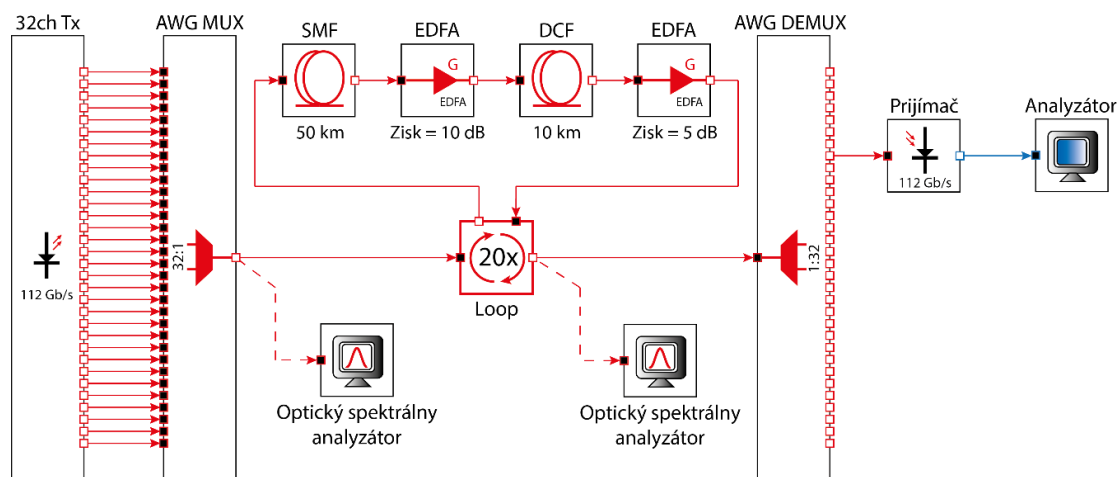 32ch Tx
AWG MUX
SMF
EDFA
DCF
EDFA
AWG DEMUX
G
EDFA
G
EDFA
50 km
Zisk = 10 dB
10 km
Zisk = 5 dB
Prijímač
Analyzátor
112 Gb/s
32:1
112 Gb/s
20x
Loop
1:32
Optický spektrálny
analyzátor
Optický spektrálny
analyzátor